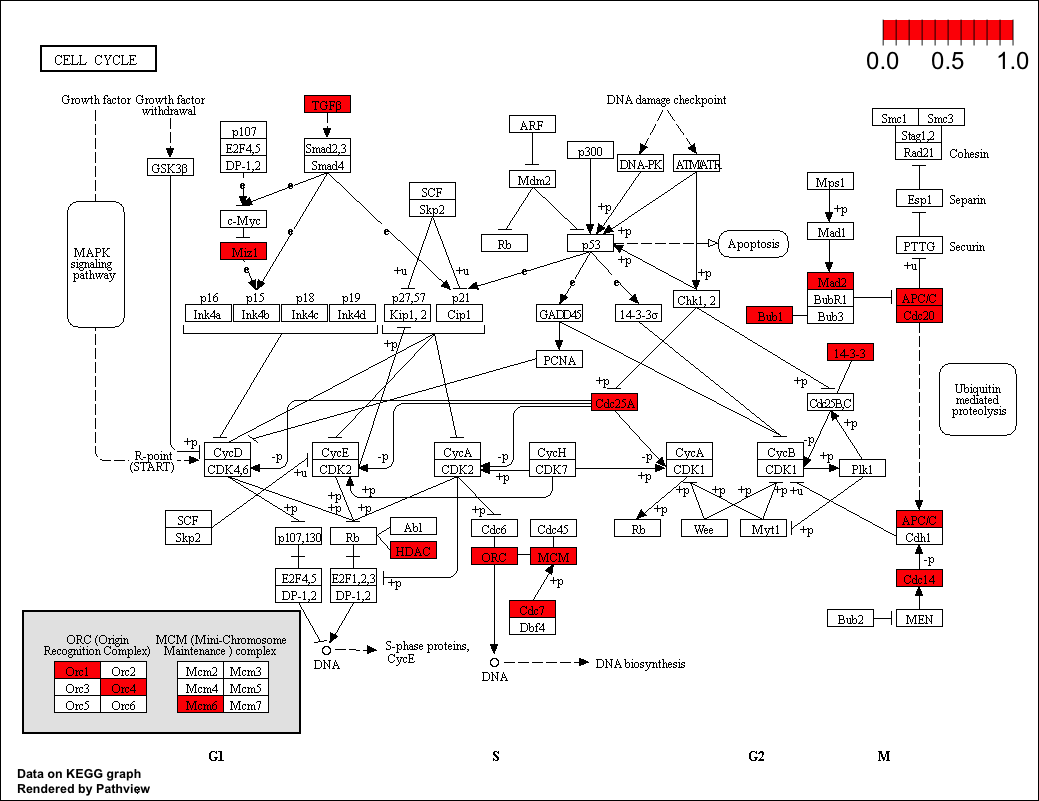 CELL CYCLE
0.0 0.5 1.0
Growth factor
Growth factor
withdrawal
TGFβ
DNA damage checkpoint
p107
E2F4,5
DP-1,2
Smad2,3
Smad4
ARF
p300
DNA-PK
ATM/ATR
Smc1 Smc3
Stag1,2
Rad21
Cohesin
GSK3β
Mdm2
SCF
Skp2
Mps1
+p
Mad1
Esp1
Separin
e
e
c-Myc
Miz1
e
e
Rb
p53
+p
+p
Apoptosis
PTTG
Securin
+u
MAPK
signaling
pathway
+u
+u
e
e
e
+p
Mad2
BubR1
Bub3
Bub1
APC/C
Cdc20
p16
Ink4a
p15
Ink4b
p18
Ink4c
p19
Ink4d
p27,57
Kip1, 2
p21
Cip1
GADD45
14-3-3σ
Chk1, 2
+p
PCNA
14-3-3
Ubiquitin
mediated
proteolysis
+p
Cdc25A
+p
Cdc25B,C
R-point
(START)
+p
CycD
CDK4,6
-p
CycE
CDK2
+u
-p
CycA
CDK2
-p
+p
CycH
CDK7
+p
CycA
CDK1
CycB
CDK1
-p
+p
+p
Plk1
SCF
Skp2
+p
+p
+p
+p
+p
+p
+p
+p
+p
+u
p107,130
Rb
Abl
HDAC
Cdc6
Cdc45
ORC
MCM
Rb
Wee
Myt1
+p
APC/C
Cdh1
-p
Cdc14
E2F4,5
DP-1,2
E2F1,2,3
DP-1,2
+p
+p
Cdc7
Dbf4
Bub2
MEN
DNA
S-phase proteins,
CycE
DNA
DNA biosynthesis
ORC (Origin
Recognition Complex)
Orc1 Orc2
Orc3 Orc4
Orc5 Orc6
MCM (Mini-Chromosome
Maintenance ) complex
Mcm2 Mcm3
Mcm4 Mcm5
Mcm6 Mcm7
G1 S G2 M
Data on KEGG graph
Rendered by Pathview